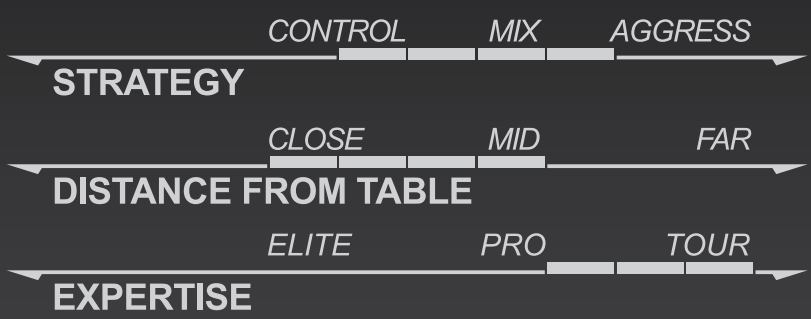 CONTROL MIX AGGRESS
STRATEGY
CLOSE MID FAR
DISTANCE FROM TABLE
ELITE PRO TOUR
EXPERTISE